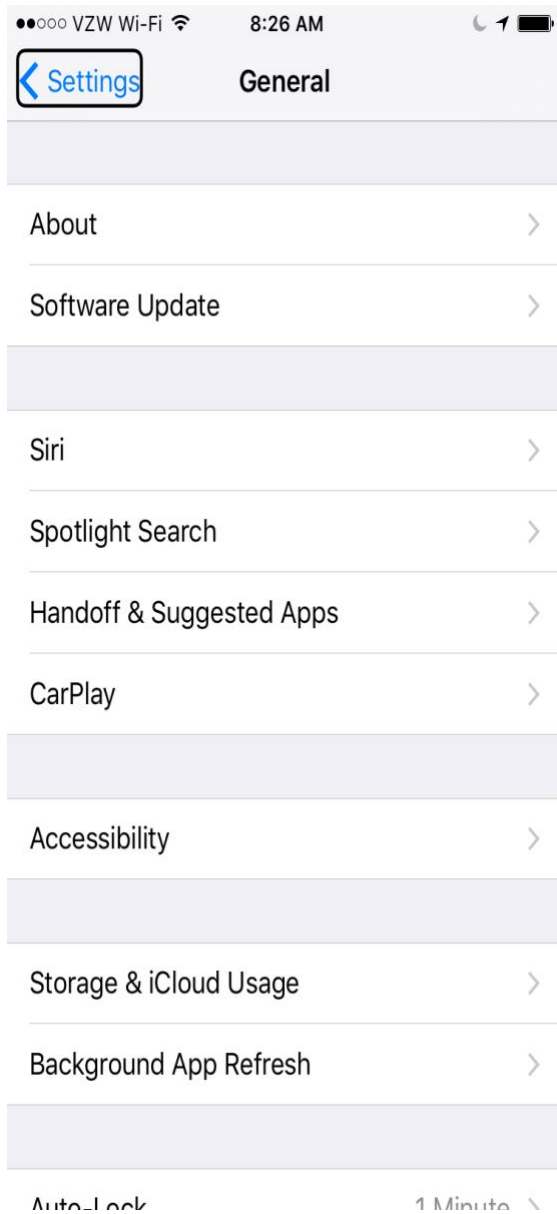 VZW Wi-Fi 8:26 AM
Settings General
About
Software Update
Siri
Spotlight Search
Handoff & Suggested Apps
CarPlay
Accessibility
Storage & iCloud Usage
Background App Refresh
Auto-Lock 1 Minute